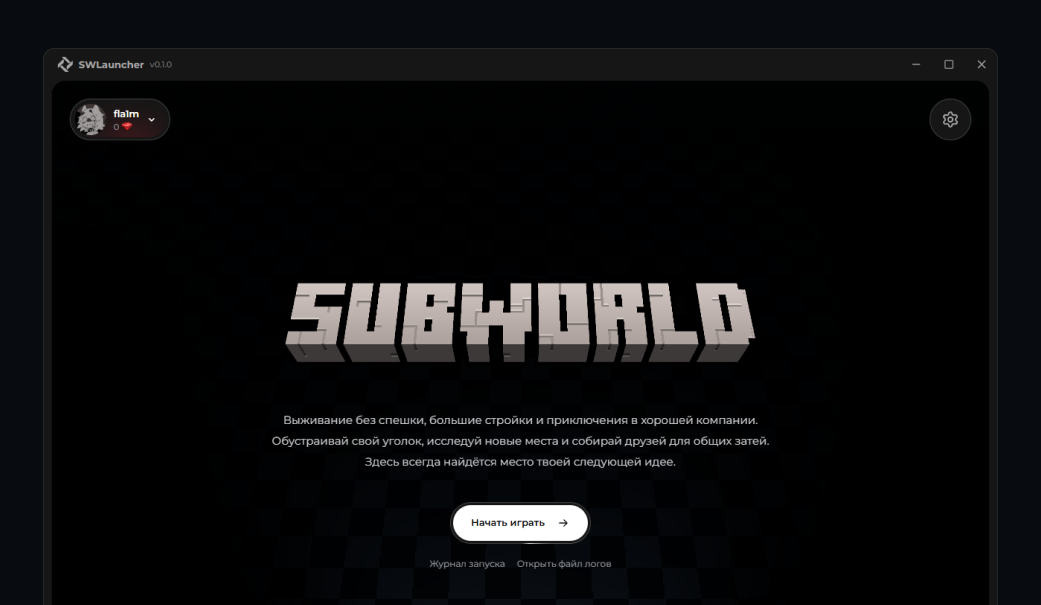 SWLauncher v0.1.0
fla1m
0
SUBWORLD
Выживание без спешки, большие стройки и приключения в хорошей компании.
Обустраивай свой уголок, исследуй новые места и собирай друзей для общих затей.
Здесь всегда найдётся место твоей следующей идее.
Начать играть →
Журнал запуска Открыть файл логов